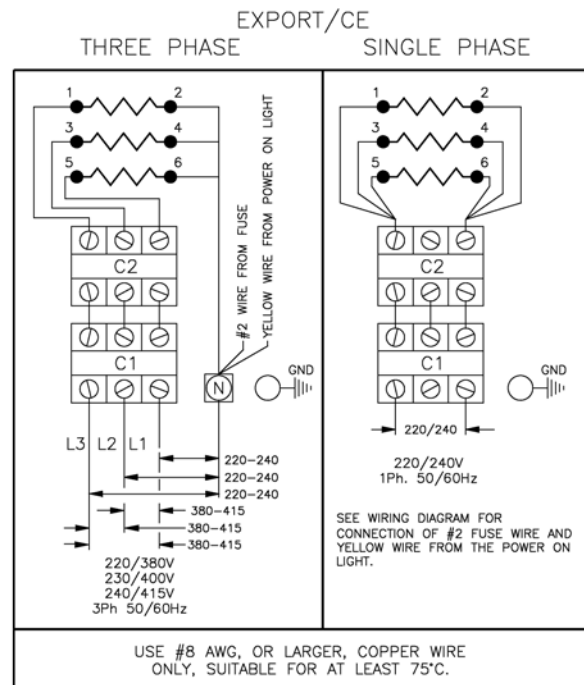 EXPORT/CE
THREE PHASE
SINGLE PHASE
1
2
3
4
5
6
#2 WIRE FROM FUSE
YELLOW WIRE FROM POWER ON LIGHT
C2
C1
N
GND
L3
L2
L1
220-240
220-240
220-240
380-415
380-415
380-415
220/380V
230/400V
240/415V
3Ph 50/60Hz
1
2
3
4
5
6
C2
C1
GND
220/240
220/240V
1Ph. 50/60Hz
SEE WIRING DIAGRAM FOR
CONNECTION OF #2 FUSE WIRE AND
YELLOW WIRE FROM THE POWER ON
LIGHT.
USE #8 AWG, OR LARGER, COPPER WIRE
ONLY, SUITABLE FOR AT LEAST 75°C.